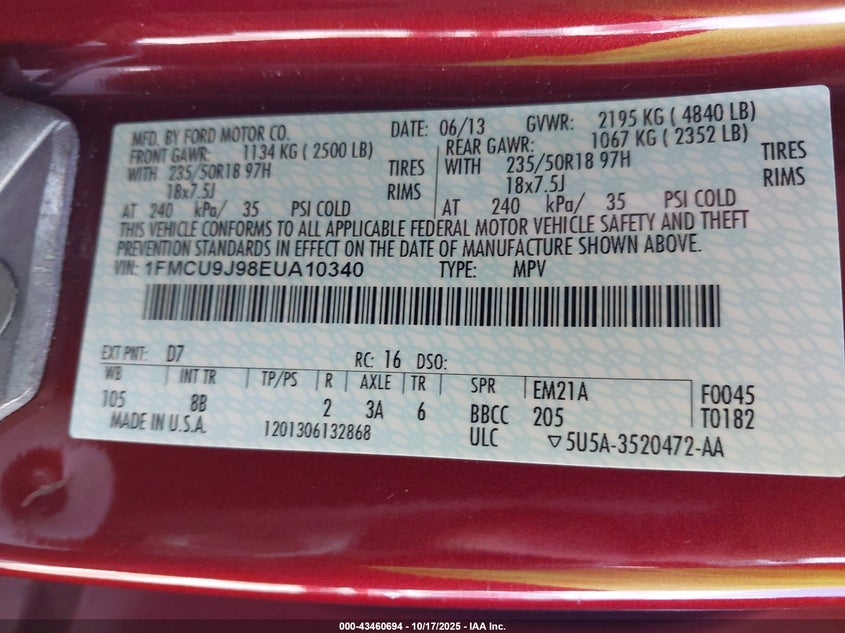 MFD. BY FORD MOTOR CO.
DATE: 06/13 GVWR: 2195 KG ( 4840 LB)
FRONT GAWR: 1134 KG ( 2500 LB) REAR GAWR: 1067 KG ( 2352 LB)
WITH 235/50R18 97H TIRES WITH 235/50R18 97H TIRES
18x7.5J RIMS 18x7.5J RIMS
AT 240 kPa/ 35 PSI COLD AT 240 kPa/ 35 PSI COLD
THIS VEHICLE CONFORMS TO ALL APPLICABLE FEDERAL MOTOR VEHICLE SAFETY AND THEFT
PREVENTION STANDARDS IN EFFECT ON THE DATE OF MANUFACTURE SHOWN ABOVE.
VIN: 1FMCU9J98EUA10340 TYPE: MPV
EXT PNT: D7 RC: 16 DSO:
WB INT TR TP/PS R AXLE TR SPR EM21A F0045
105 8B 2 3A 6 BBCC 205 T0182
MADE IN U.S.A. 1201306132868 ULC ▽5U5A-3520472-AA
000-43460694 - 10/17/2025 - IAA, Inc.